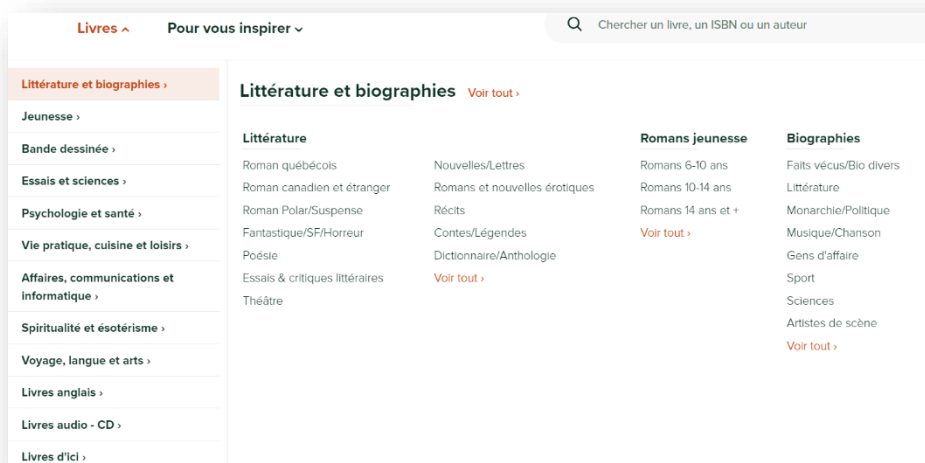 Livres
Pour vous inspirer
Chercher un livre, un ISBN ou un auteur
Littérature et biographies ›
Jeunesse ›
Bande dessinée ›
Essais et sciences ›
Psychologie et santé ›
Vie pratique, cuisine et loisirs ›
Affaires, communications et
informatique ›
Spiritualité et ésotérisme ›
Voyage, langue et arts ›
Livres anglais ›
Livres audio - CD ›
Livres d'ici ›
Littérature et biographies Voir tout ›
Littérature
Roman québécois
Roman canadien et étranger
Roman Polar/Suspense
Fantastique/SF/Horreur
Poésie
Essais & critiques littéraires
Théâtre
Nouvelles/Lettres
Romans et nouvelles érotiques
Récits
Contes/Légendes
Dictionnaire/Anthologie
Voir tout ›
Romans jeunesse
Romans 6-10 ans
Romans 10-14 ans
Romans 14 ans et +
Voir tout ›
Biographies
Faits vécus/Bio divers
Littérature
Monarchie/Politique
Musique/Chanson
Gens d'affaire
Sport
Sciences
Artistes de scène
Voir tout ›